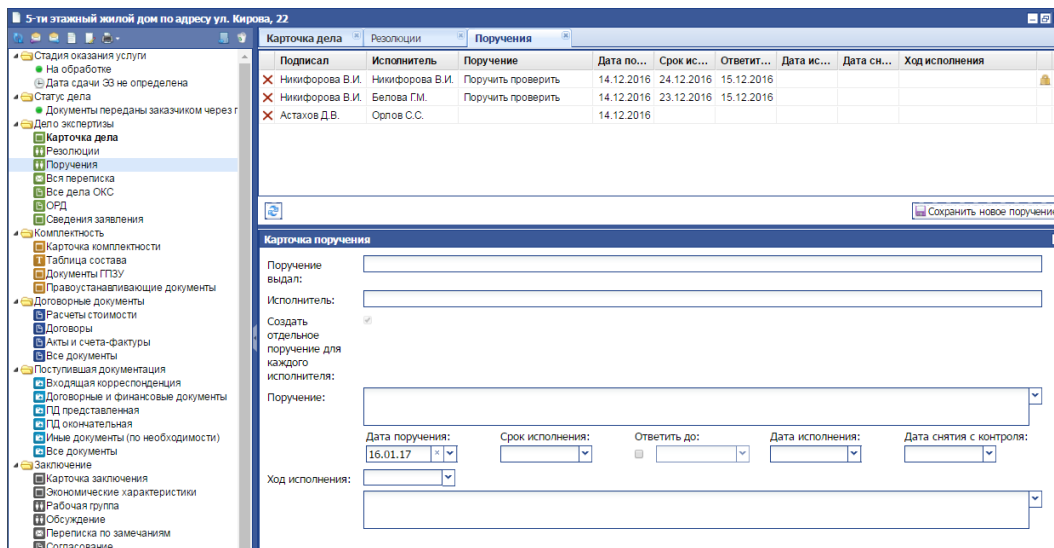 5-ти этажный жилой дом по адресу ул. Кирова, 22
Стадия оказания услуги
На обработке
Дата сдачи ЭЗ не определена
Статус дела
Документы переданы заказчиком через г
Дело экспертизы
Карточка дела
Резолюции
Поручения
Вся переписка
Все дела ОКС
ОРД
Сведения заявления
Комплектность
Карточка комплектности
Таблица состава
Документы ГПЗУ
Правоустанавливающие документы
Договорные документы
Расчеты стоимости
Договоры
Акты и счета-фактуры
Все документы
Поступившая документация
Входящая корреспонденция
Договорные и финансовые документы
ПД представленная
ПД окончательная
Иные документы (по необходимости)
Все документы
Заключение
Карточка заключения
Экономические характеристики
Рабочая группа
Обсуждение
Переписка по замечаниям
Согласование
Карточка дела Резолюции Поручения
Подписал Исполнитель Поручение Дата по... Срок ис... Ответит... Дата ис... Дата сн... Ход исполнения
Никифорова В.И. Никифорова В.И. Поручить проверить 14.12.2016 24.12.2016 15.12.2016
Никифорова В.И. Белова Г.М. Поручить проверить 14.12.2016 23.12.2016 15.12.2016
Астахов Д.В. Орлов С.С. 14.12.2016
Сохранить новое поручение
Карточка поручения
Поручение
выдал:
Исполнитель:
Создать
отдельное
поручение для
каждого
исполнителя:
Поручение:
Дата поручения: Срок исполнения: Ответить до: Дата исполнения: Дата снятия с контроля:
16.01.17
Ход исполнения: